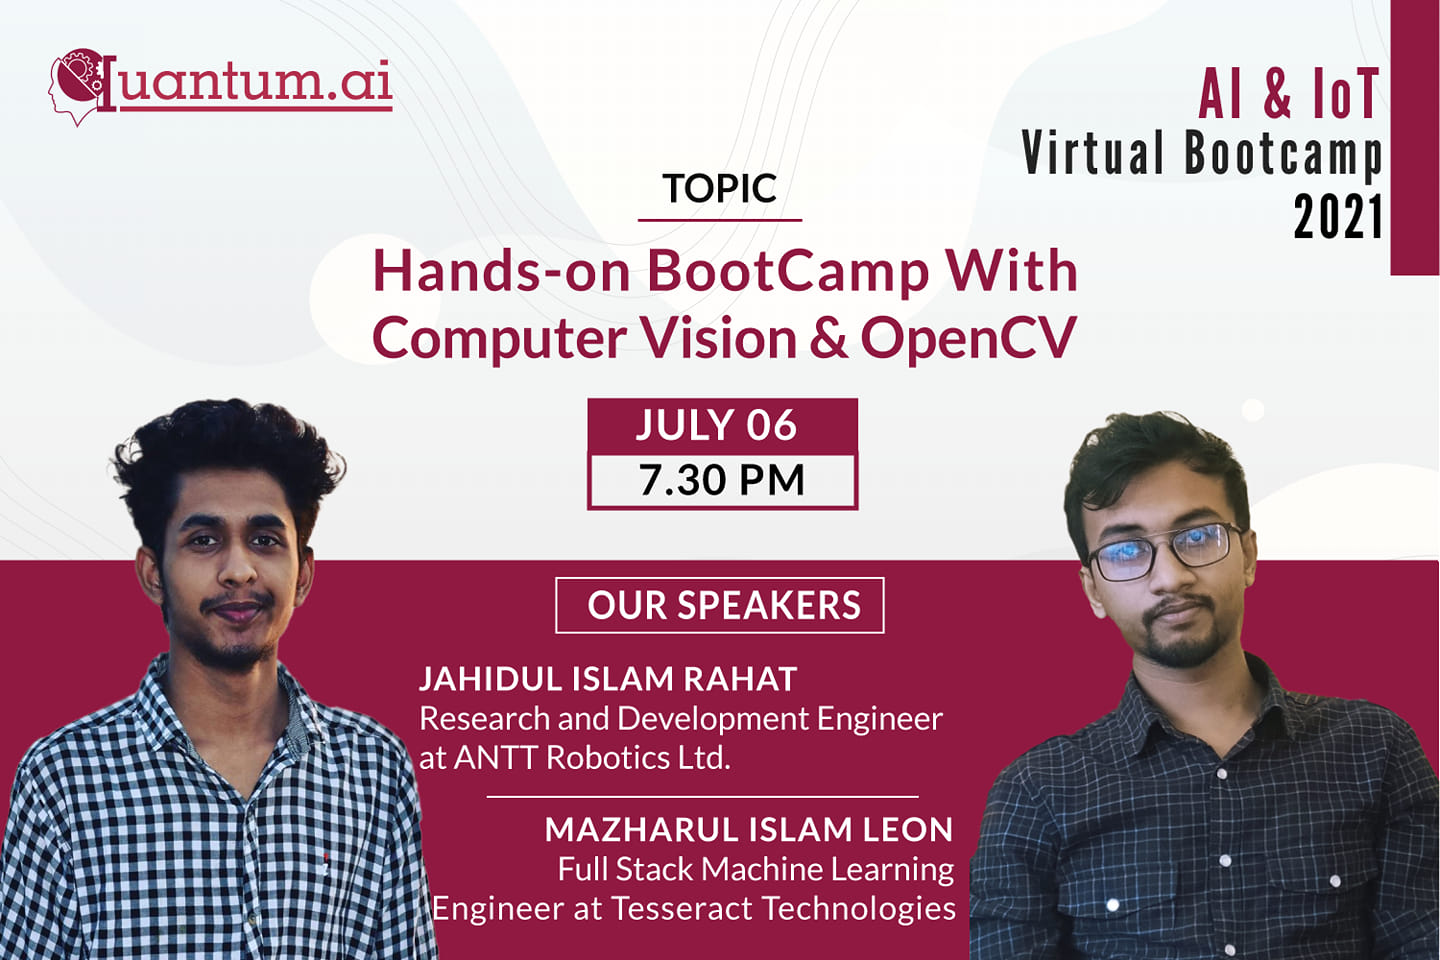 Quantum.ai
AI & IoT
Virtual Bootcamp
2021
TOPIC
Hands-on BootCamp With
Computer Vision & OpenCV
JULY 06
7.30 PM
OUR SPEAKERS
JAHIDUL ISLAM RAHAT
Research and Development Engineer
at ANTT Robotics Ltd.
MAZHARUL ISLAM LEON
Full Stack Machine Learning
Engineer at Tesseract Technologies